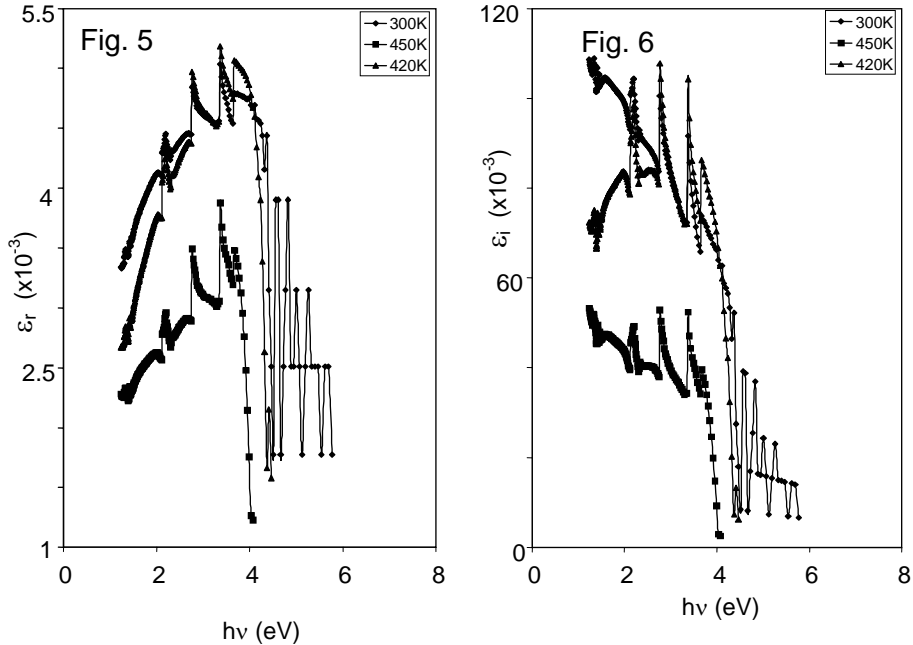 Fig. 5
300K
450K
420K
5.5
4
2.5
1
εr (x10-3)
0
2
4
6
8
hν (eV)
Fig. 6
300K
450K
420K
120
60
0
εi (x10-3)
0
2
4
6
8
hν (eV)